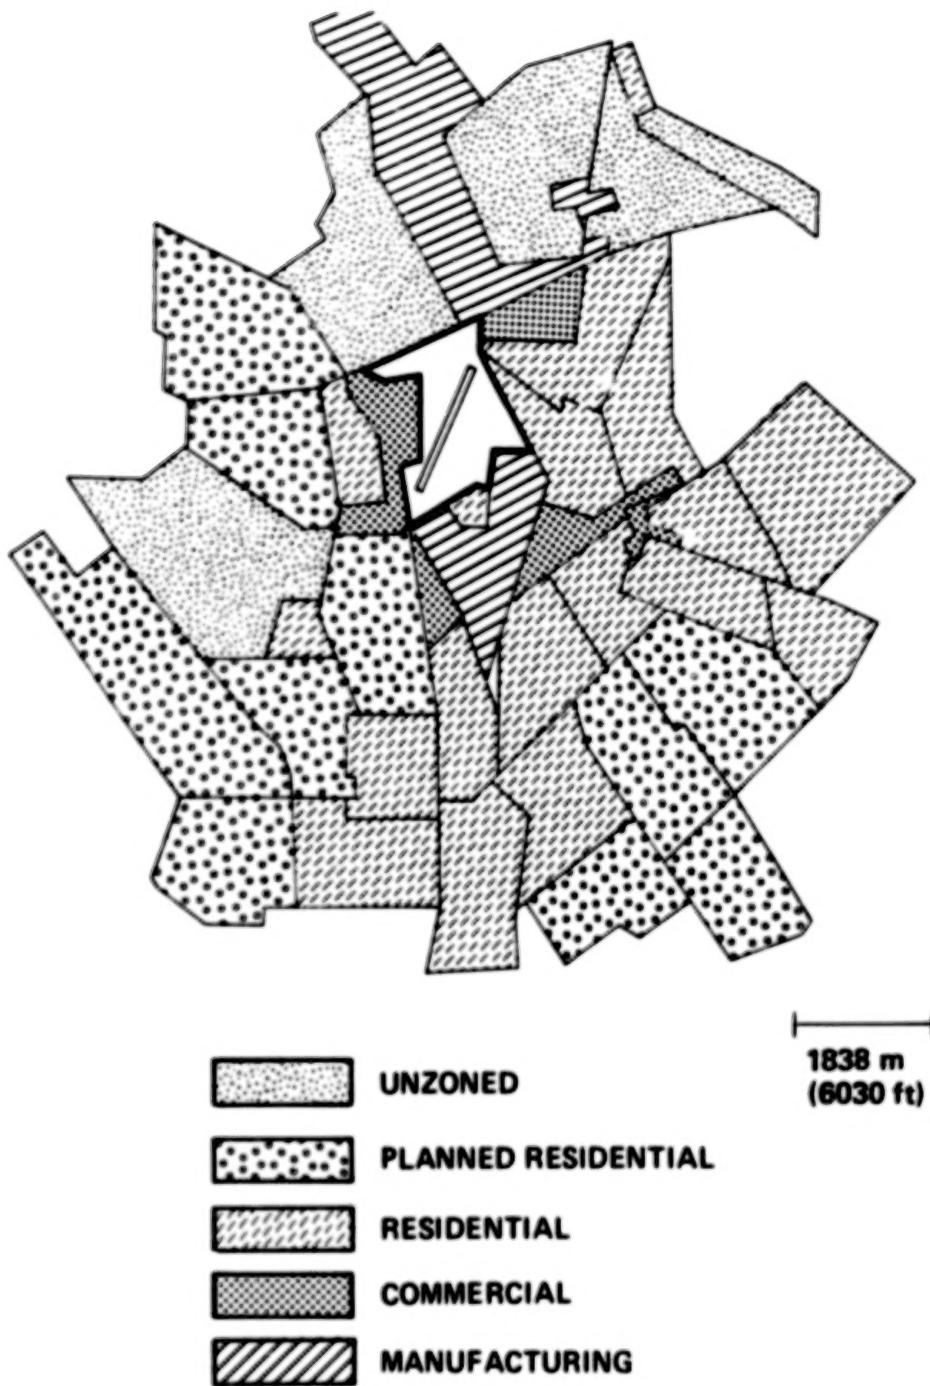 1838 m
(6030 ft)
UNZONED
PLANNED RESIDENTIAL
RESIDENTIAL
COMMERCIAL
MANUFACTURING